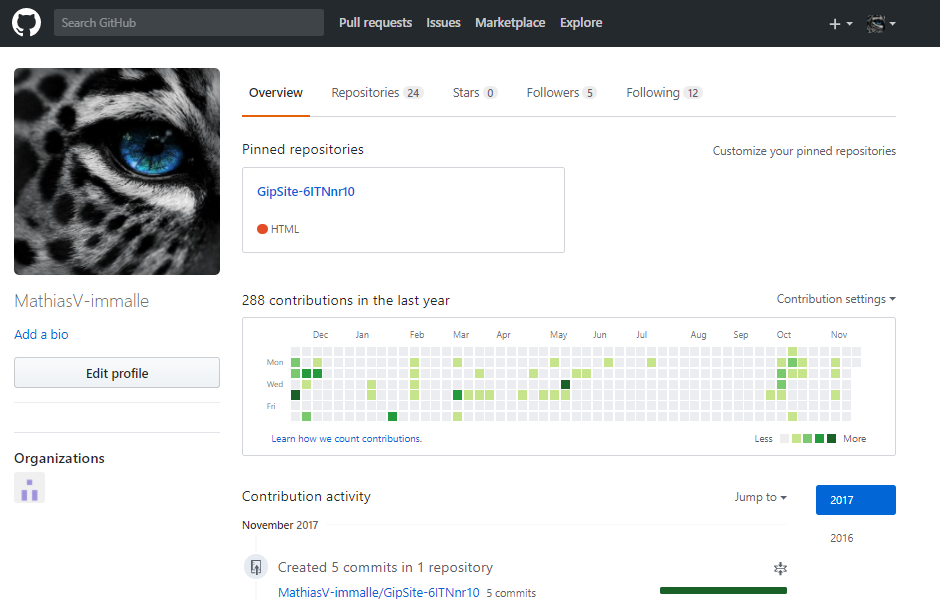 Search GitHub Pull requests Issues Marketplace Explore
Overview Repositories 24 Stars 0 Followers 5 Following 12
Pinned repositories Customize your pinned repositories
GipSite-6ITNnr10
HTML
MathiasV-immalle
Add a bio
Edit profile
Organizations
288 contributions in the last year Contribution settings
Dec Jan Feb Mar Apr May Jun Jul Aug Sep Oct Nov
Mon
Wed
Fri
Learn how we count contributions. Less More
Contribution activity Jump to 2017
2016
November 2017
Created 5 commits in 1 repository
MathiasV-immalle/GipSite-6ITNnr10 5 commits